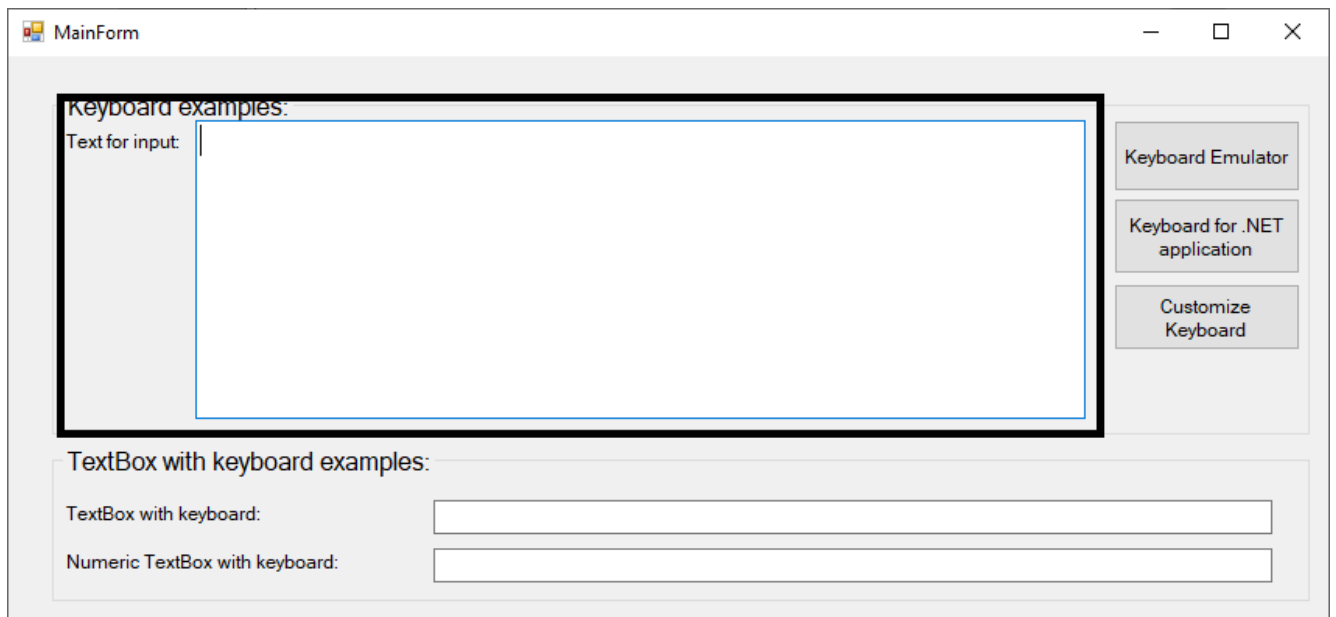 MainForm
Keyboard examples:
Text for input:
Keyboard Emulator
Keyboard for .NET
application
Customize
Keyboard
TextBox with keyboard examples:
TextBox with keyboard:
Numeric TextBox with keyboard: